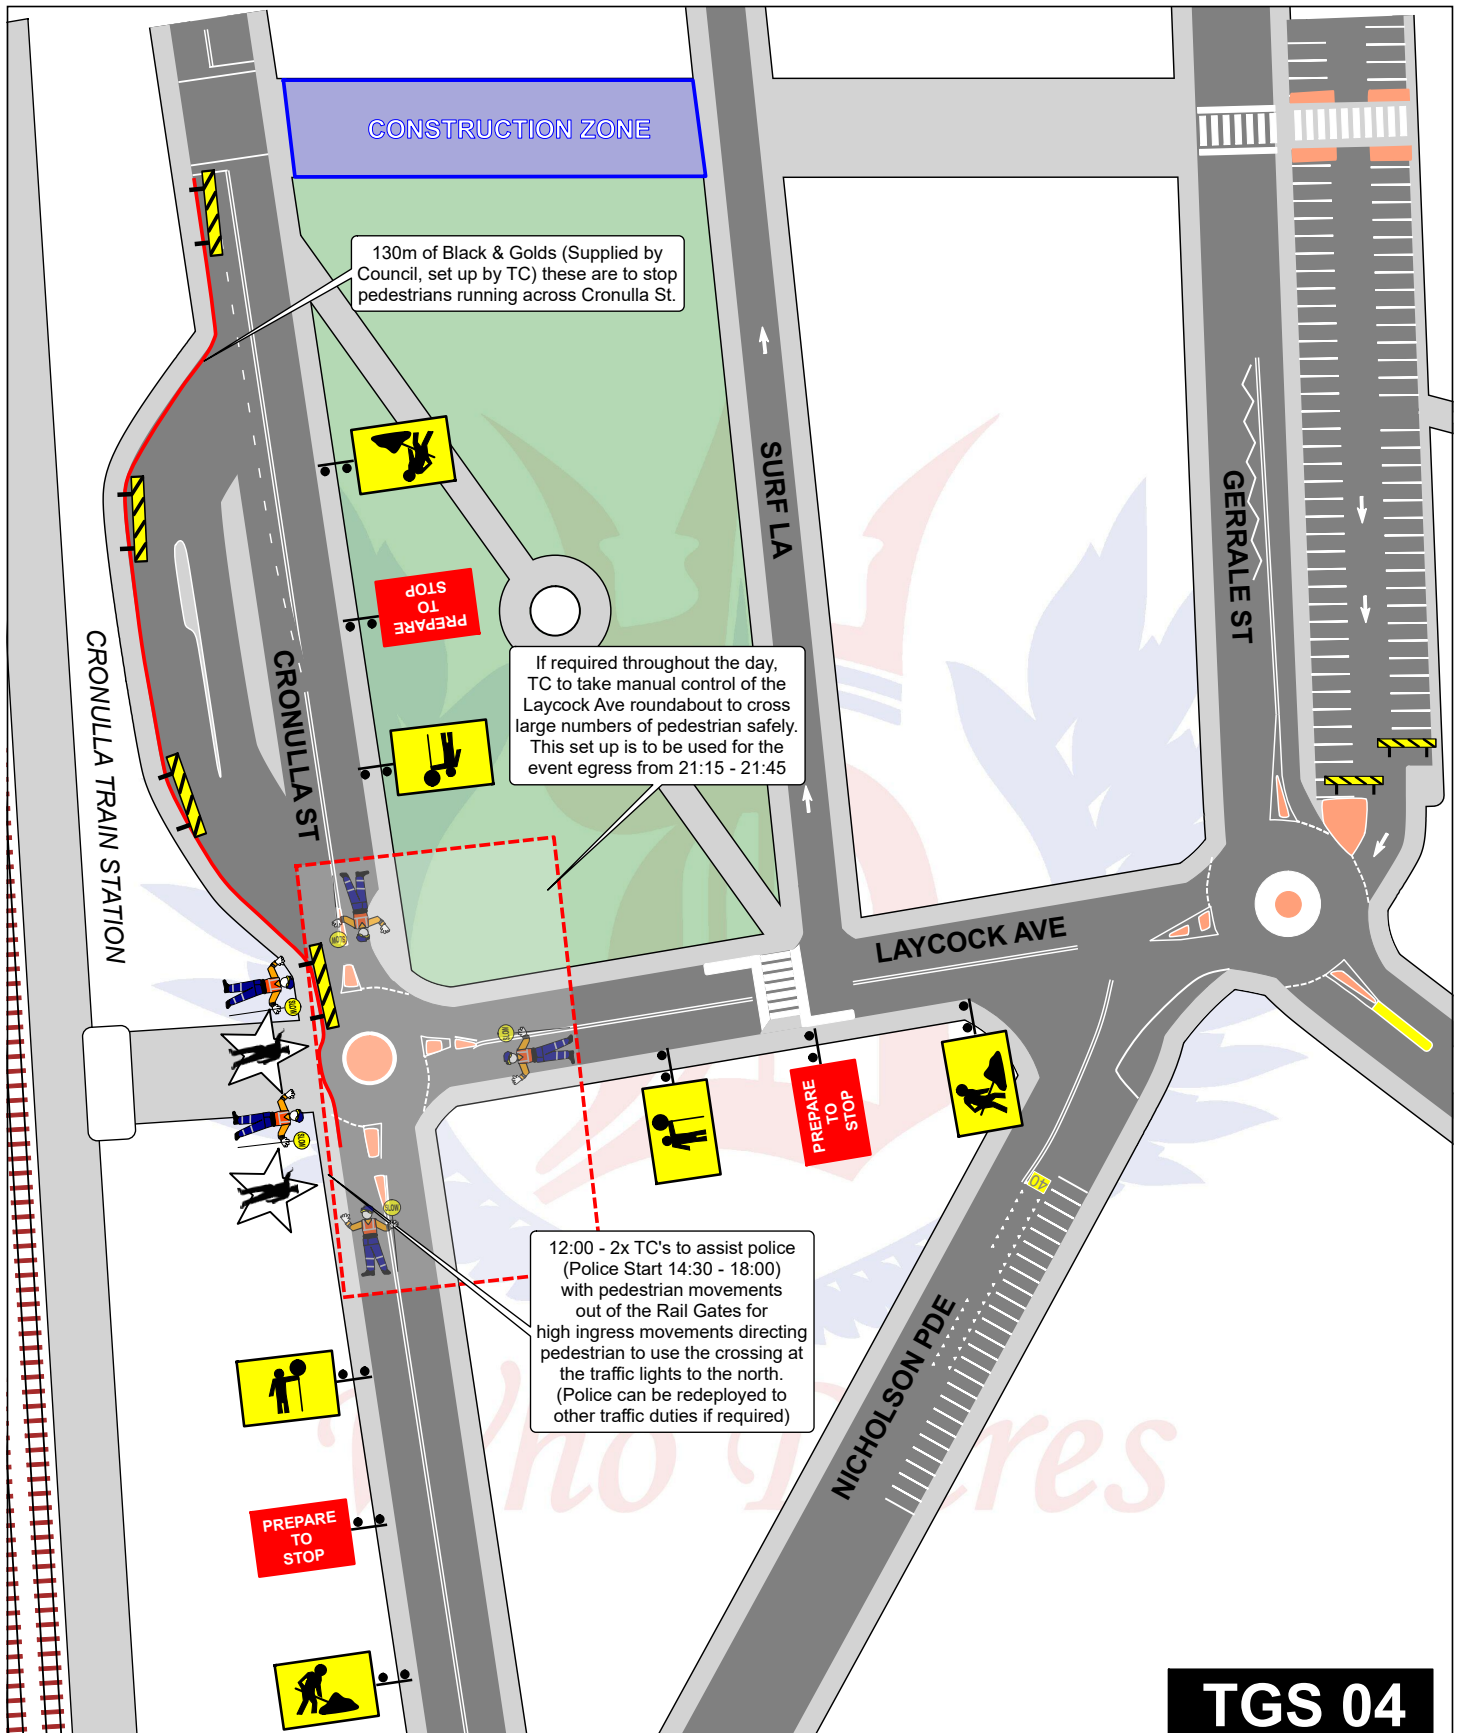 CONSTRUCTION ZONE
130m of Black & Golds (Supplied by
Council, set up by TC) these are to stop
pedestrians running across Cronulla St.
SURF LA
GERRALE ST
PREPARE
TO
STOP
CRONULLA TRAIN STATION
CRONULLA ST
If required throughout the day,
TC to take manual control of the
Laycock Ave roundabout to cross
large numbers of pedestrian safely.
This set up is to be used for the
event egress from 21:15 - 21:45
LAYCOCK AVE
SLOW
SLOW
SLOW
PREPARE
TO
STOP
SLOW
40
SLOW
12:00 - 2x TC's to assist police
(Police Start 14:30 - 18:00)
with pedestrian movements
out of the Rail Gates for
high ingress movements directing
pedestrian to use the crossing at
the traffic lights to the north.
(Police can be redeployed to
other traffic duties if required)
NICHOLSON PDE
Who Dares
PREPARE
TO
STOP
TGS 04